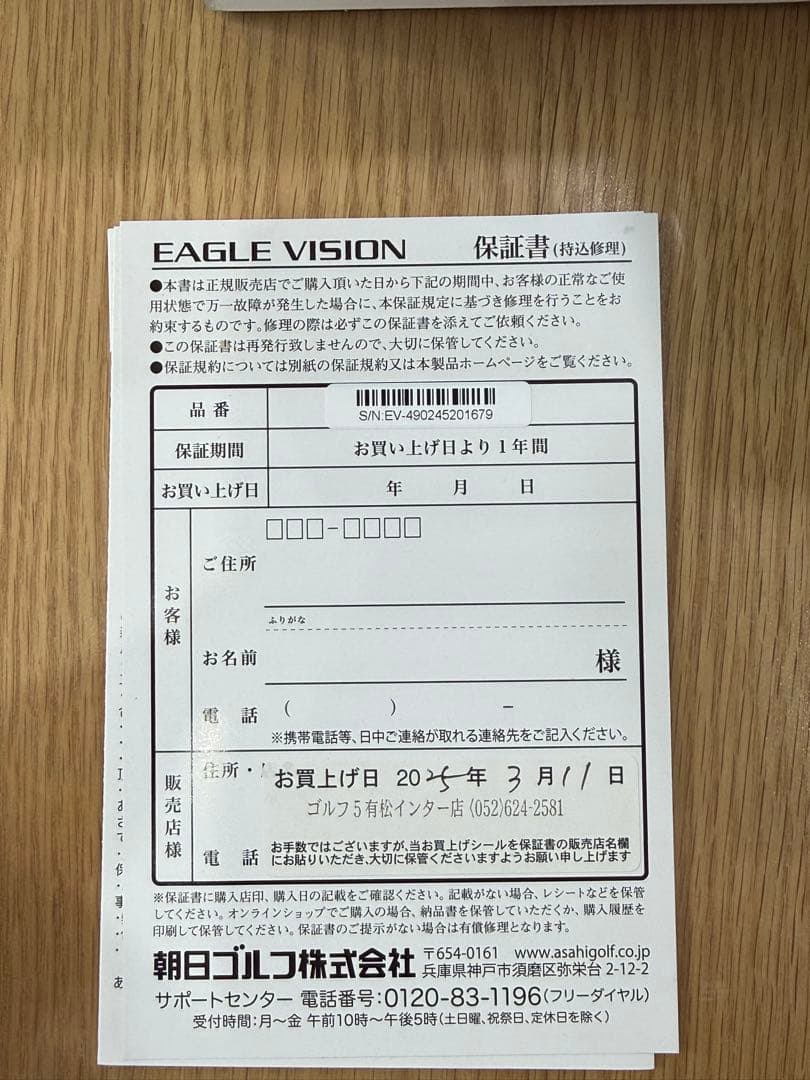 EAGLE VISION 保証書(持込修理)
●本書は正規販売店でご購入頂いた日から下記の期間中、お客様の正常なご使
用状態で万一故障が発生した場合に、本保証規定に基づき修理を行うことをお
約束するものです。修理の際は必ずこの保証書を添えてご依頼ください。
●この保証書は再発行致しませんので、大切に保管してください。
●保証規約については別紙の保証規約又は本製品ホームページをご覧ください。
品番
S/N:EV-490245201679
保証期間 お買い上げ日より1年間
お買い上げ日 年 月 日
お客様
□□□-□□□□
ご住所
ふりがな
お名前 様
電話 ( ) −
※携帯電話等、日中ご連絡が取れる連絡先をご記入ください。
販売店様
住所・
お買上げ日 2025年 3月11日
ゴルフ5有松インター店〈052〉624-2581
電話
お手数ではございますが、当お買上げシールを保証書の販売店名欄
にお貼りいただき、大切に保管くださいますようお願い申し上げます
※保証書に購入店印、購入日の記載をご確認ください。記載がない場合、レシートなどを保管
してください。オンラインショップでご購入の場合、納品書を保管していただくか、購入履歴を
印刷して保管してください。保証書のご提示がない場合は有償修理となります。
朝日ゴルフ株式会社 〒654-0161 www.asahigolf.co.jp
兵庫県神戸市須磨区弥栄台2-12-2
サポートセンター 電話番号:0120-83-1196(フリーダイヤル)
受付時間:月〜金 午前10時〜午後5時(土日曜、祝祭日、定休日を除く)